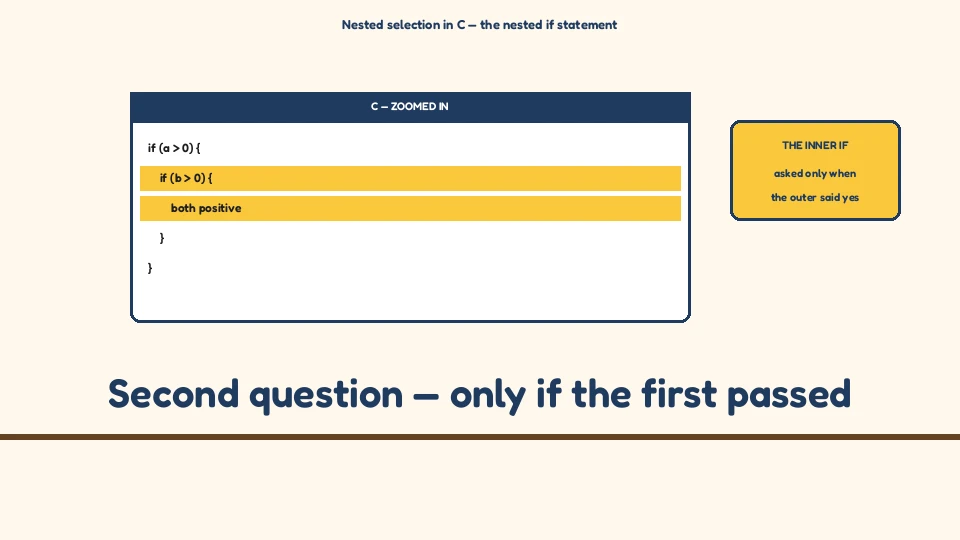 Nested selection in C — the nested if statement
C — ZOOMED IN
if (a > 0) {
if (b > 0) {
both positive
}
}
THE INNER IF
asked only when
the outer said yes
Second question — only if the first passed